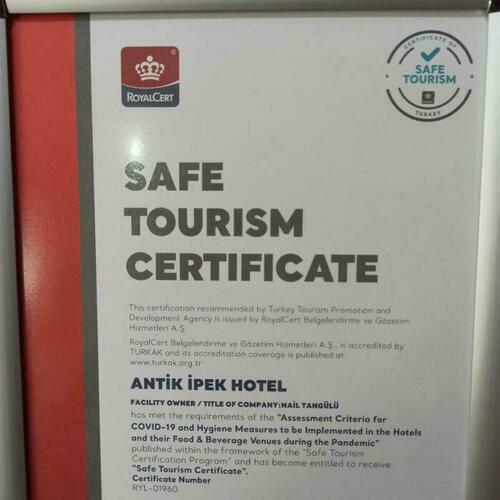 ROYALCERT
CERTIFICATE OF
SAFE
TOURISM
TURKEY
SAFE
TOURISM
CERTIFICATE
This certification recommended by Turkey Tourism Promotion and
Development Agency is issued by RoyalCert Belgelendirme ve Gözetim
Hizmetleri A.Ş.
RoyalCert Belgelendirme ve Gözetim Hizmetleri A.Ş., is accredited by
TURKAK and its accreditation coverage is published at
www.turkak.org.tr
ANTİK İPEK HOTEL
FACILITY OWNER / TITLE OF COMPANY:NAİL TANGÜLÜ
has met the requirements of the "Assessment Criteria for
COVID-19 and Hygiene Measures to be Implemented in the Hotels
and their Food & Beverage Venues during the Pandemic"
published within the framework of the "Safe Tourism
Certification Program" and has become entitled to receive
"Safe Tourism Certificate".
Certificate Number
RYL-01960